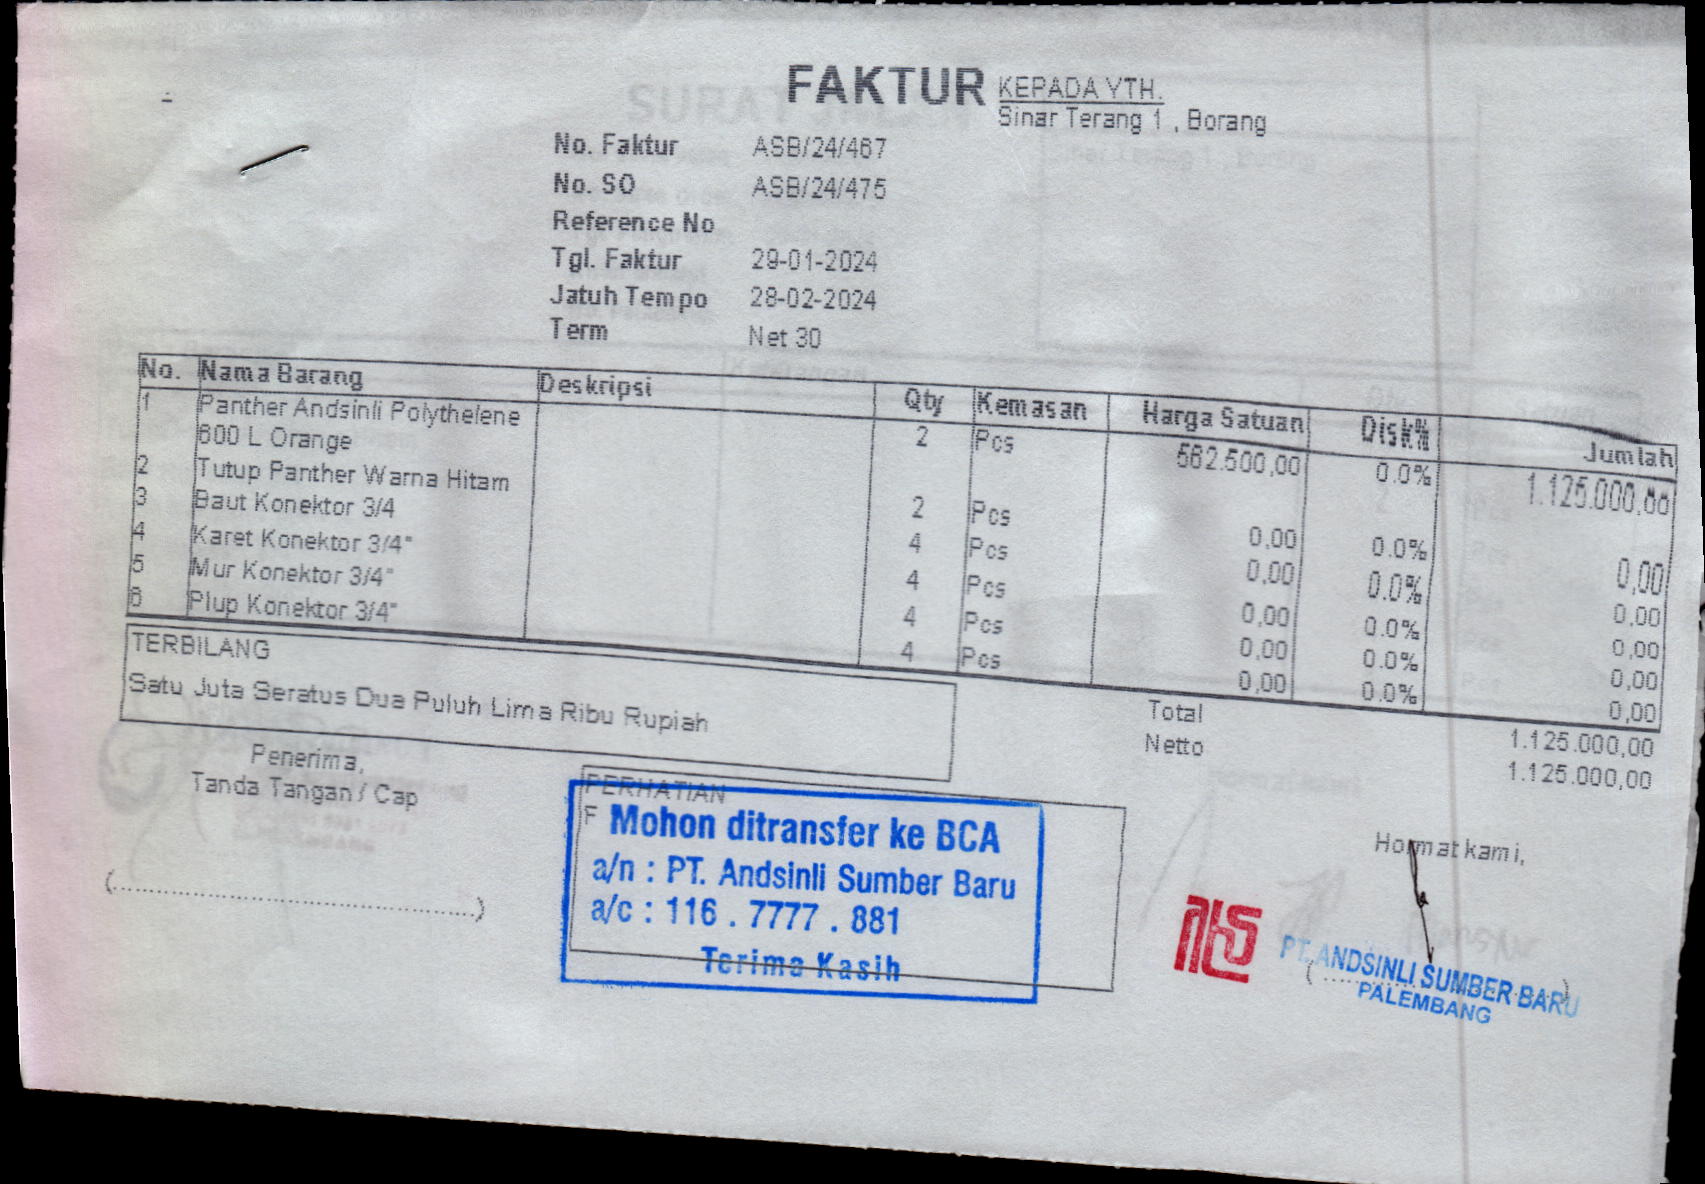 FAKTUR
KEPADA YTH.
Sinar Terang 1 , Borang
No. Faktur ASB/24/467
No. SO ASB/24/475
Reference No
Tgl. Faktur 29-01-2024
Jatuh Tempo 28-02-2024
Term Net 30
No. Nama Barang Deskripsi Qty Kemasan Harga Satuan Disk% Jumlah
1 Panther Andsinli Polythelene 600 L Orange 2 Pcs 562.500,00 0.0% 1.125.000,00
2 Tutup Panther Warna Hitam 2 Pcs 0,00 0.0% 0,00
3 Baut Konektor 3/4 4 Pcs 0,00 0.0% 0,00
4 Karet Konektor 3/4" 4 Pcs 0,00 0.0% 0,00
5 Mur Konektor 3/4" 4 Pcs 0,00 0.0% 0,00
6 Plup Konektor 3/4" 4 Pcs 0,00 0.0% 0,00
TERBILANG
Satu Juta Seratus Dua Puluh Lima Ribu Rupiah
Total 1.125.000,00
Netto 1.125.000,00
Penerima,
Tanda Tangan / Cap
(..............................)
PERHATIAN
F
Mohon ditransfer ke BCA
a/n : PT. Andsinli Sumber Baru
a/c : 116 . 7777 . 881
Terima Kasih
Hormat kami,
PT. ANDSINLI SUMBER BARU
PALEMBANG